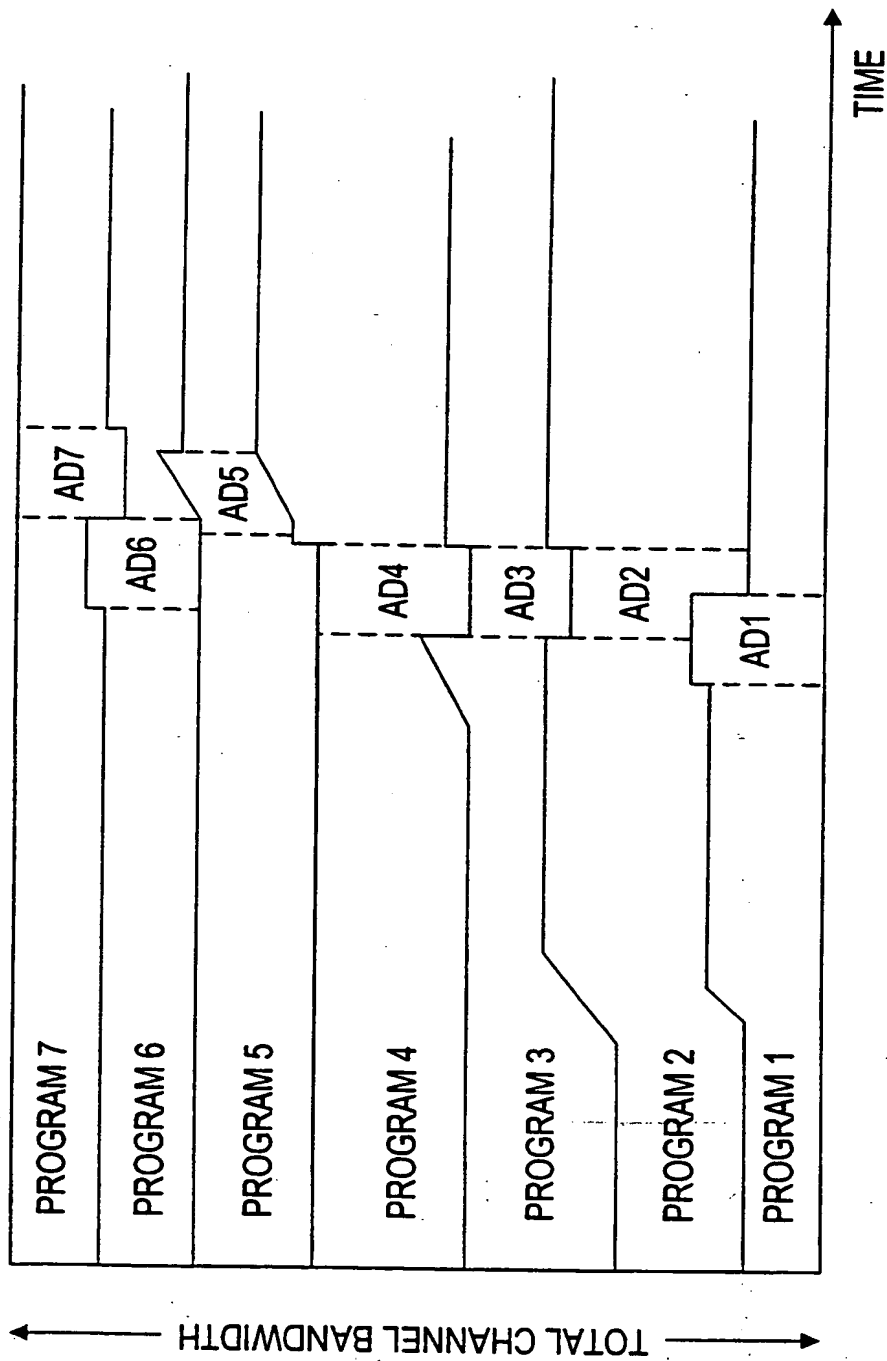 TOTAL CHANNEL BANDWIDTH
PROGRAM 7
AD7
PROGRAM 6
AD6
PROGRAM 5
AD5
PROGRAM 4
AD4
PROGRAM 3
AD3
PROGRAM 2
AD2
PROGRAM 1
AD1
TIME